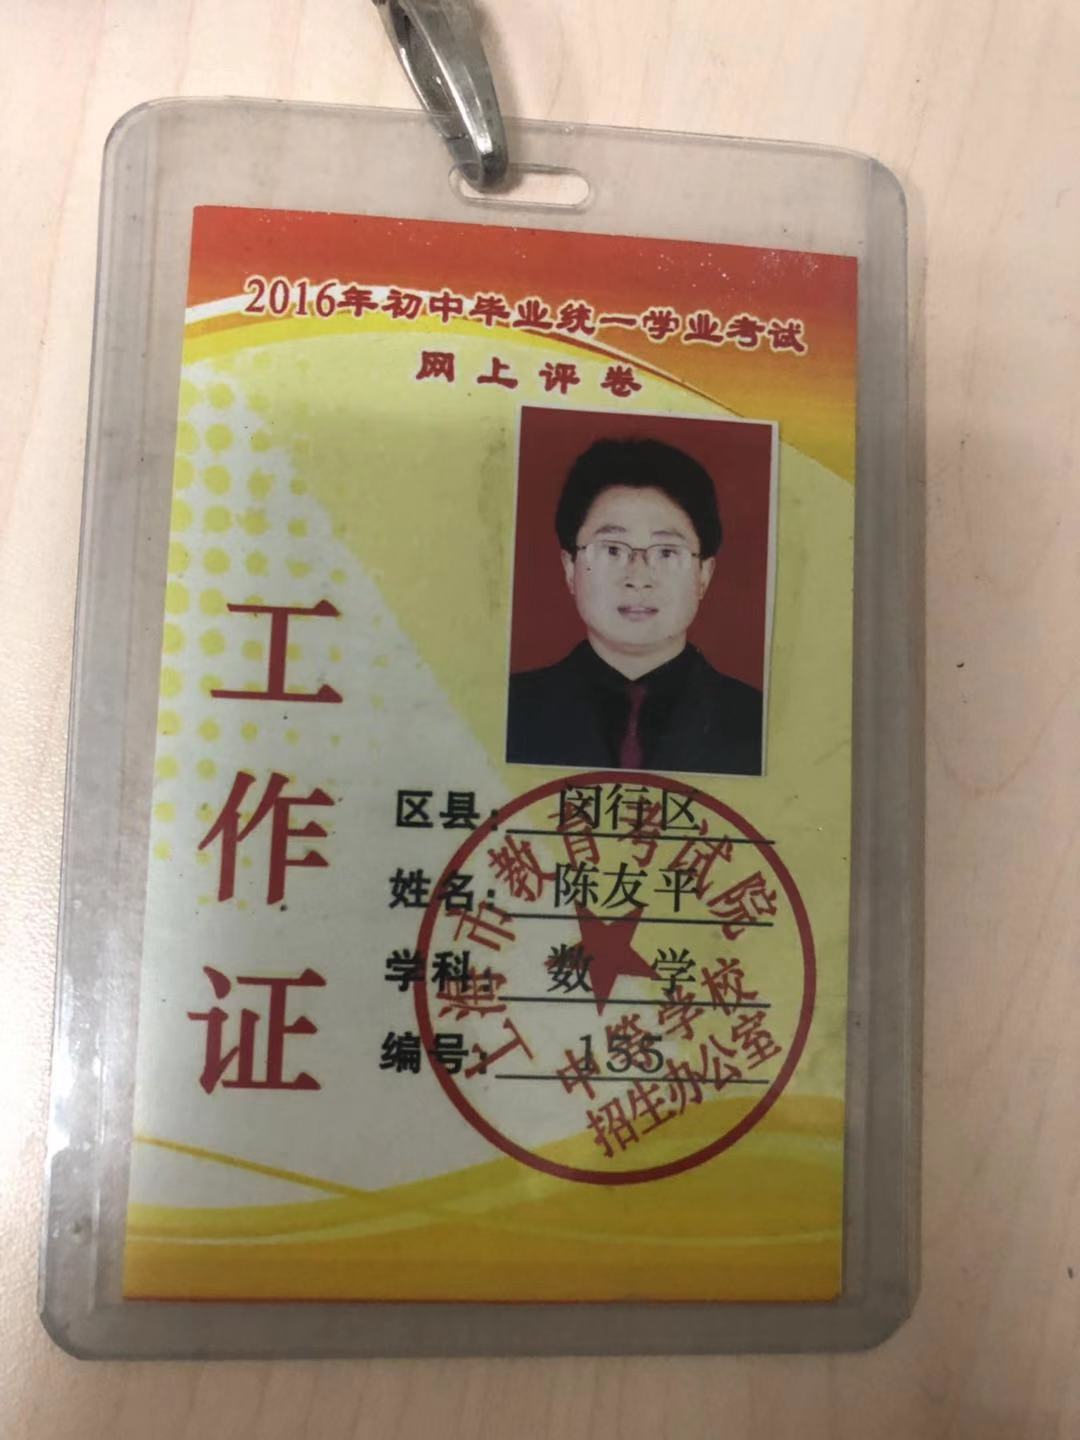 2016年初中毕业统一学业考试
网上评卷
工作证
区县：闵行区
姓名：陈友平
学科：数 学
编号：155
上海市教育考试院
中等学校
招生办公室